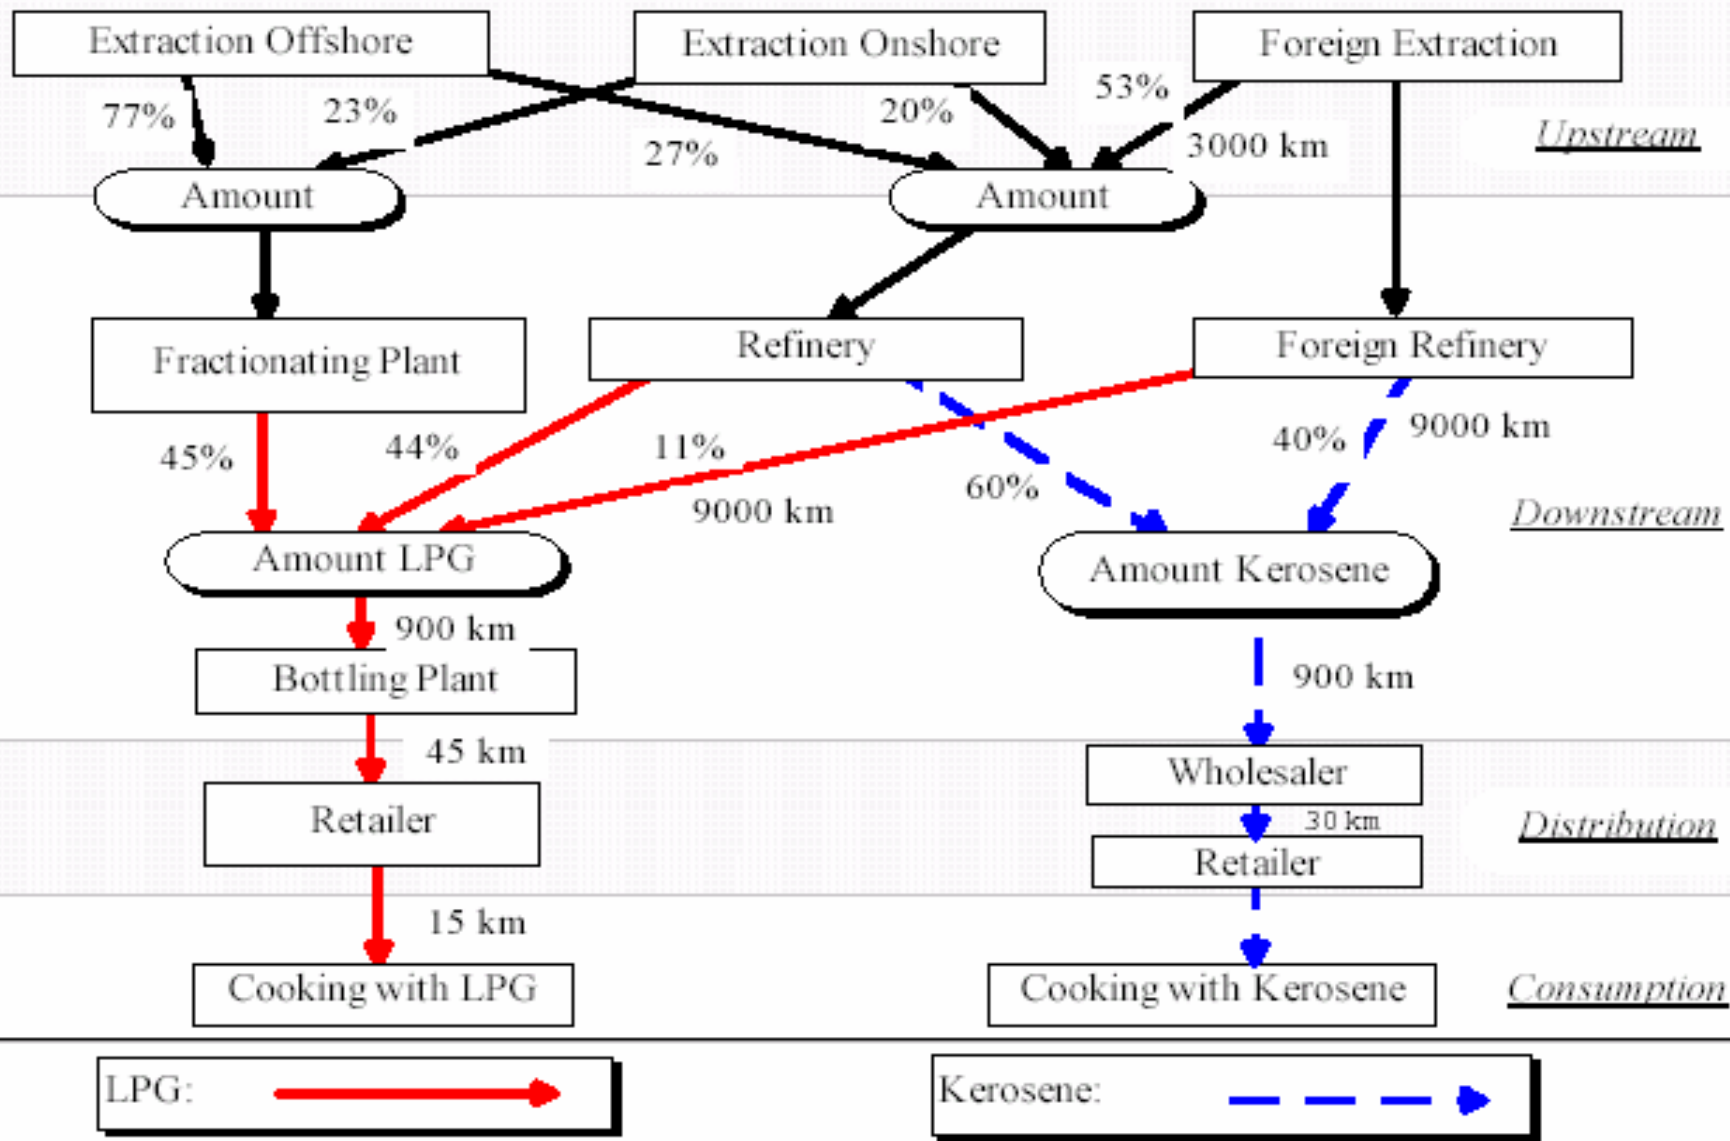 Extraction Offshore
Extraction Onshore
Foreign Extraction
77%
23%
27%
20%
53%
3000 km
Upstream
Amount
Amount
Fractionating Plant
Refinery
Foreign Refinery
45%
44%
11%
9000 km
60%
40%
9000 km
Downstream
Amount LPG
Amount Kerosene
900 km
900 km
Bottling Plant
45 km
Wholesaler
30 km
Retailer
Retailer
Distribution
15 km
Cooking with LPG
Cooking with Kerosene
Consumption
LPG:
Kerosene: